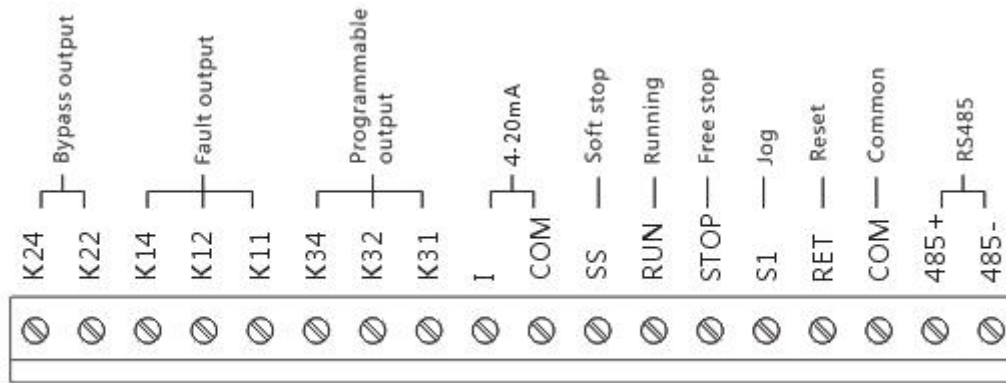 Bypass output
Fault output
Programmable
output
4-20mA
Soft stop
Running
Free stop
Jog
Reset
Common
RS485
K24
K22
K14
K12
K11
K34
K32
K31
I
COM
SS
RUN
STOP
S1
RET
COM
485+
485-